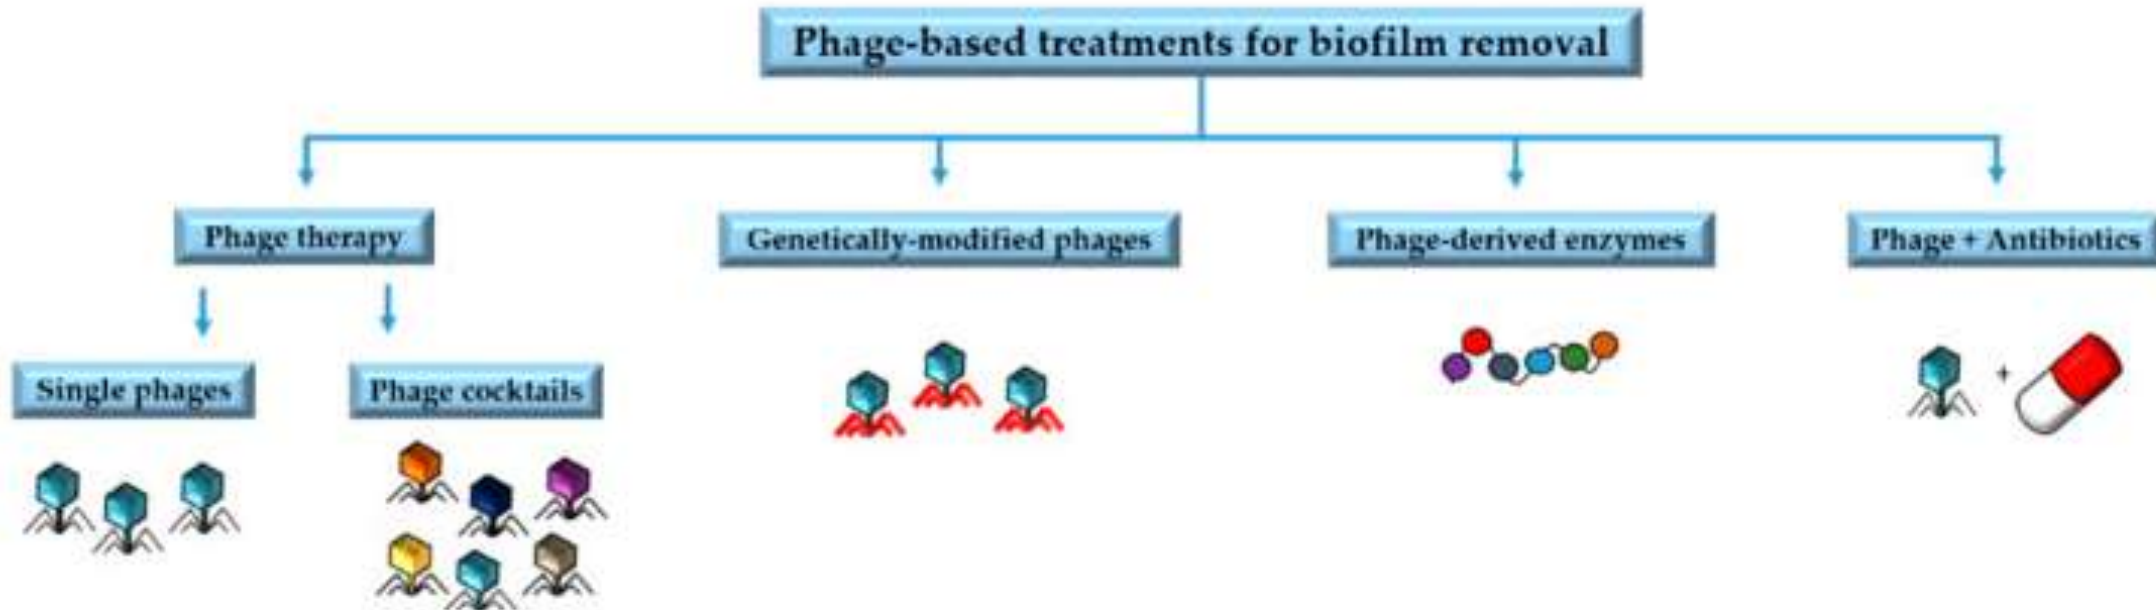 Phage-based treatments for biofilm removal
Phage therapy
Genetically-modified phages
Phage-derived enzymes
Phage + Antibiotics
Single phages
Phage cocktails
+